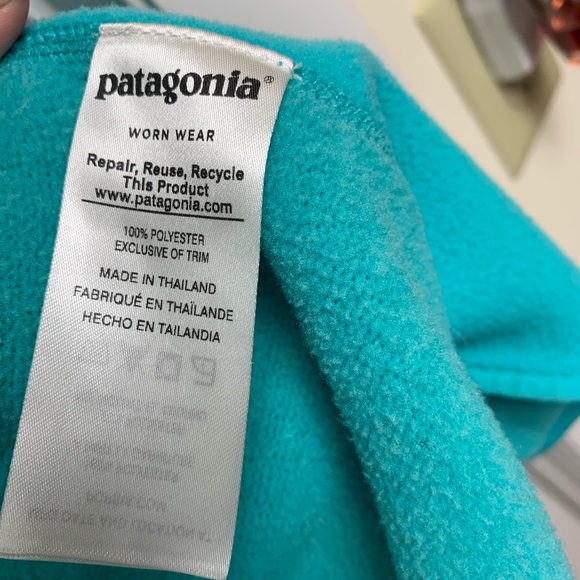 patagonia®
WORN WEAR
Repair, Reuse, Recycle
This Product
www.patagonia.com
100% POLYESTER
EXCLUSIVE OF TRIM
MADE IN THAILAND
FABRIQUÉ EN THAÏLANDE
HECHO EN TAILANDIA